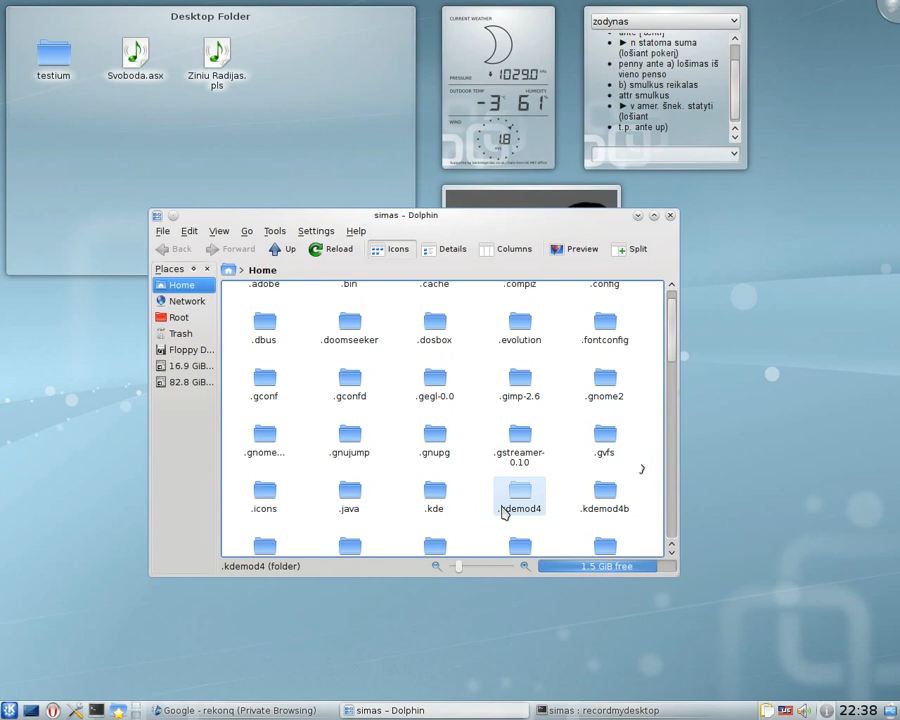 Desktop Folder
testium
Svoboda.asx
Ziniu Radijas.
pls
CURRENT WEATHER
PRESSURE
1029.0 hPa
OUTDOOR TEMP
HUMIDITY
-3
61%
WIND
1.8
zodynas
► n statoma suma
(lošiant pokerį)
penny ante a) lošimas iš
vieno penso
b) smulkus reikalas
attr smulkus
► v amer. šnek. statyti
(lošiant
t.p. ante up)
simas – Dolphin
File Edit View Go Tools Settings Help
Back Forward Up Reload Icons Details Columns Preview Split
Places
Home
Home
Network
Root
Trash
Floppy D...
16.9 GiB...
82.8 GiB...
.adobe .bin .cache .compiz .config
.dbus .doomseeker .dosbox .evolution .fontconfig
.gconf .gconfd .gegl-0.0 .gimp-2.6 .gnome2
.gnome... .gnujump .gnupg .gstreamer-
0.10 .gvfs
.icons .java .kde .kdemod4 .kdemod4b
.kdemod4 (folder)
1.5 GiB free
Google – rekonq (Private Browsing)
simas – Dolphin
simas : recordmydesktop
22:38